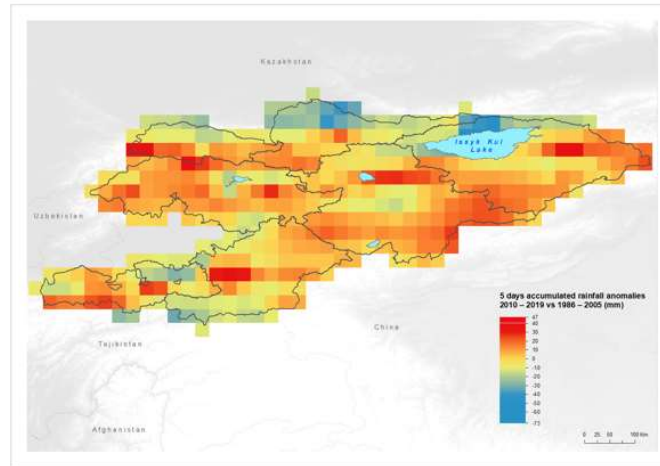 Kazakhstan
Issyk Kul
Lake
Uzbekistan
5 days accumulated rainfall anomalies
2010 – 2019 vs 1986 – 2005 (mm)
47
40
30
20
10
0
-10
-20
-30
-40
-50
-60
-73
China
Tajikistan
Afghanistan
0 25 50 100 Km